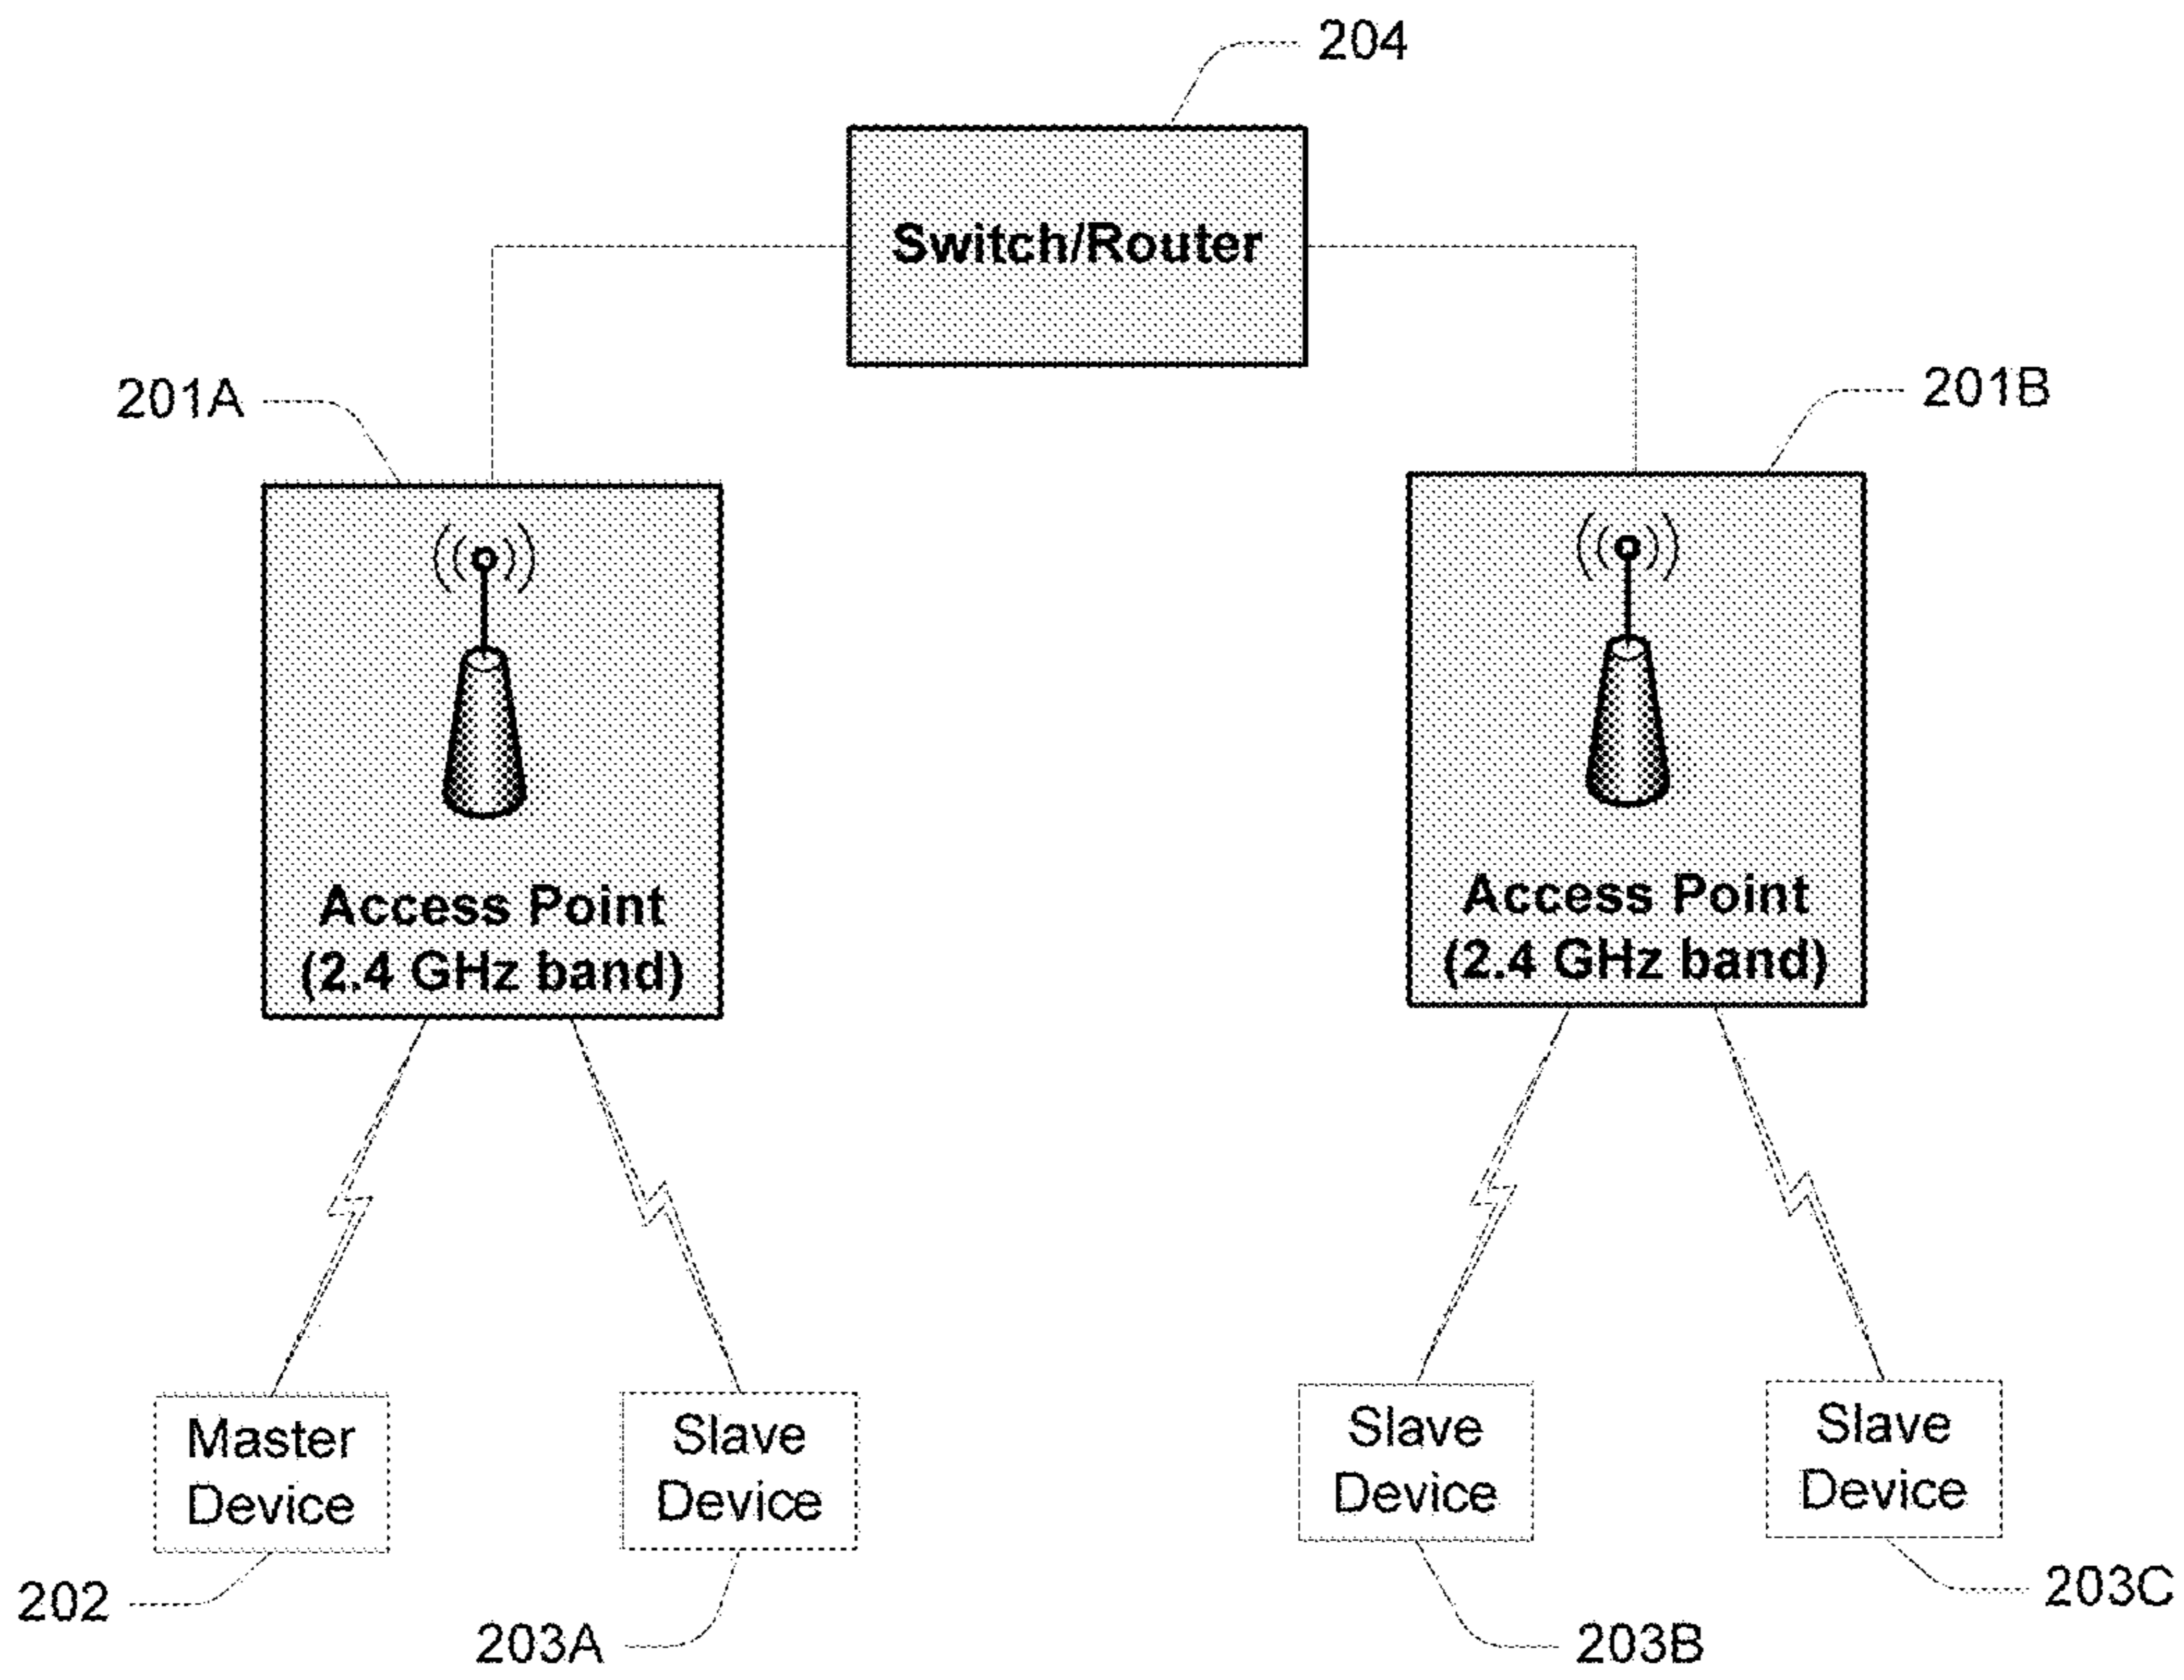 204
Switch/Router
201A
201B
Access Point
(2.4 GHz band)
Access Point
(2.4 GHz band)
Master
Device
Slave
Device
Slave
Device
Slave
Device
202
203A
203B
203C